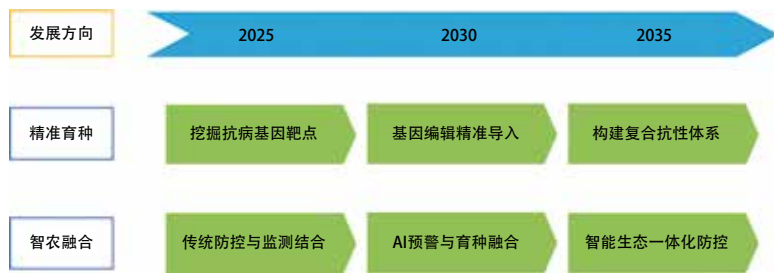 发展方向 2025 2030 2035
精准育种 挖掘抗病基因靶点 基因编辑精准导入 构建复合抗性体系
智农融合 传统防控与监测结合 AI预警与育种融合 智能生态一体化防控